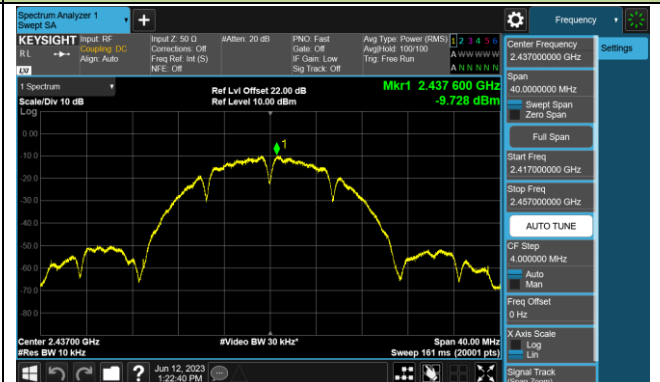 Spectrum Analyzer 1
Swept SA
Frequency
KEYSIGHT
RL
LXI
Input: RF
Coupling: DC
Align: Auto
Input Z: 50 Ω
Corrections: Off
Freq Ref: Int (S)
NFE: Off
#Atten: 20 dB
PNO: Fast
Gate: Off
IF Gain: Low
Sig Track: Off
Avg Type: Power (RMS)
Avg|Hold: 100/100
Trig: Free Run
1 2 3 4 5 6
A W W W W W
A N N N N N
1 Spectrum
Scale/Div 10 dB
Log
Ref Lvl Offset 22.00 dB
Ref Level 10.00 dBm
Mkr1 2.437 600 GHz
-9.728 dBm
0.00
-10.0
-20.0
-30.0
-40.0
-50.0
-60.0
-70.0
-80.0
1
Center 2.43700 GHz
#Res BW 10 kHz
#Video BW 30 kHz*
Span 40.00 MHz
Sweep 161 ms (20001 pts)
Center Frequency
2.437000000 GHz
Span
40.0000000 MHz
Swept Span
Zero Span
Full Span
Start Freq
2.417000000 GHz
Stop Freq
2.457000000 GHz
AUTO TUNE
CF Step
4.000000 MHz
Auto
Man
Freq Offset
0 Hz
X Axis Scale
Log
Lin
Signal Track
(Span Zoom)
Settings
?
Jun 12, 2023
1:22:40 PM